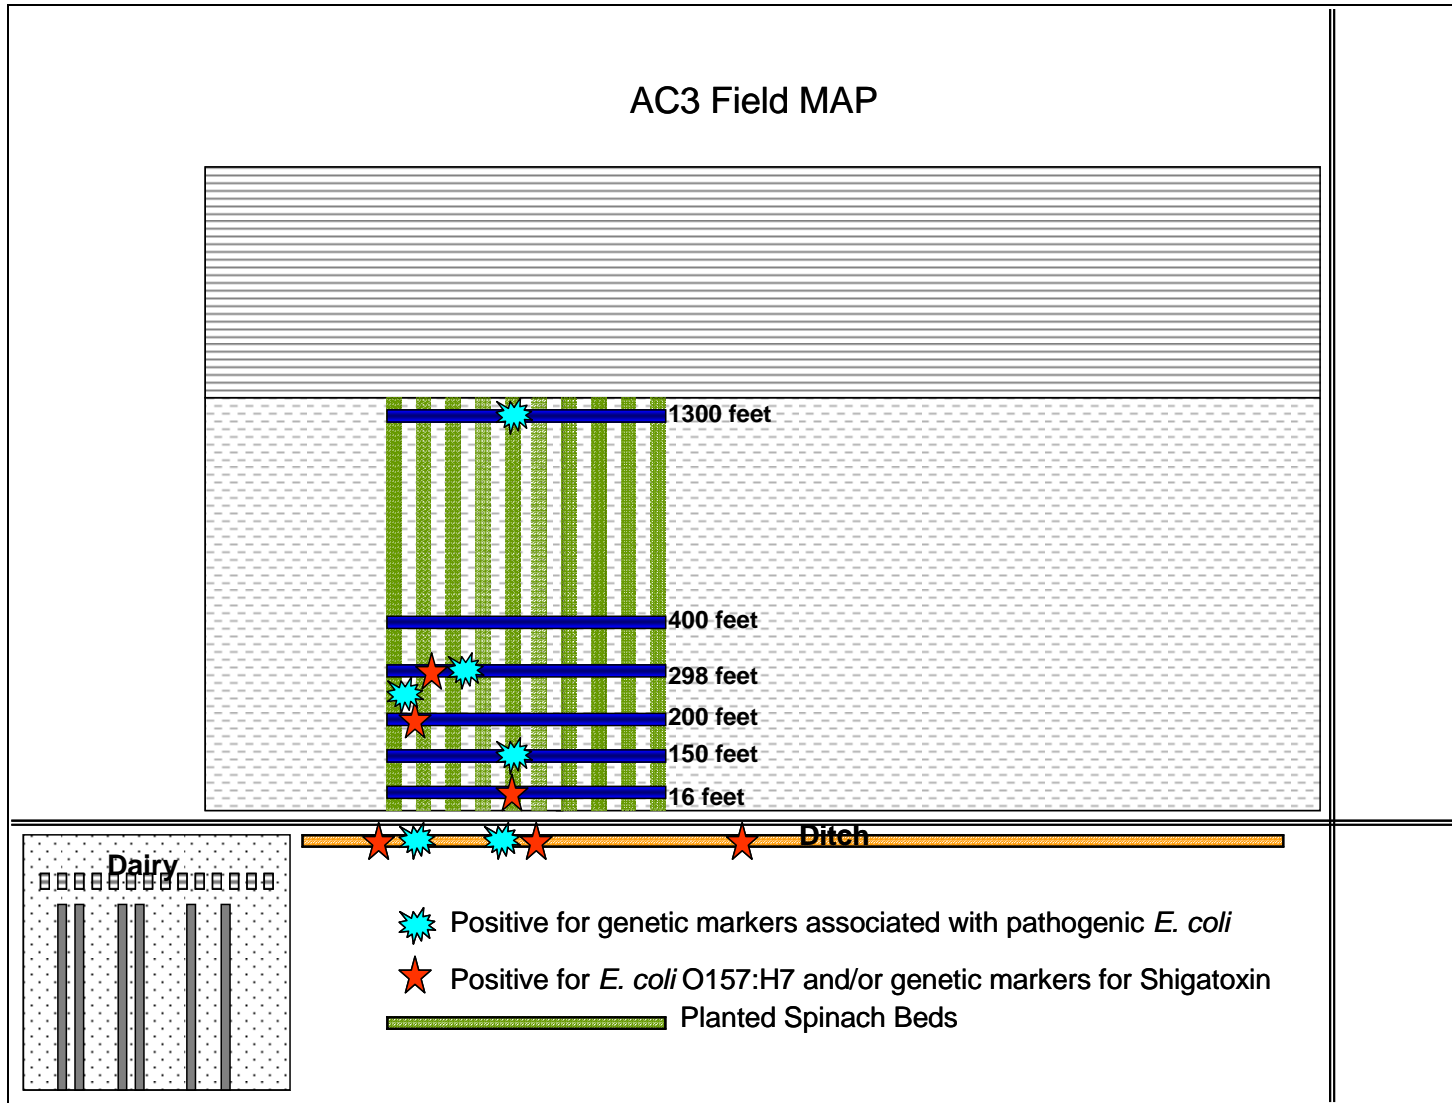 AC3 Field MAP
1300 feet
400 feet
298 feet
200 feet
150 feet
16 feet
Ditch
Dairy
Positive for genetic markers associated with pathogenic E. coli
Positive for E. coli O157:H7 and/or genetic markers for Shigatoxin
Planted Spinach Beds